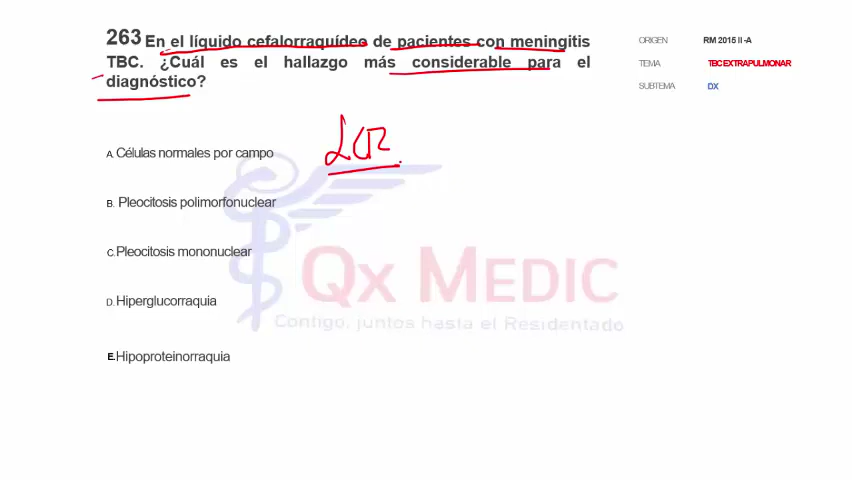 263 En el líquido cefalorraquídeo de pacientes con meningitis
TBC. ¿Cuál es el hallazgo más considerable para el
diagnóstico?
ORIGEN RM 2015 II -A
TEMA TBC EXTRAPULMONAR
SUBTEMA DX
LCR
A. Células normales por campo
B. Pleocitosis polimorfonuclear
C. Pleocitosis mononuclear
D. Hiperglucorraquia
E. Hipoproteinorraquia
QX MEDIC
Contigo, juntos hasta el Residentado